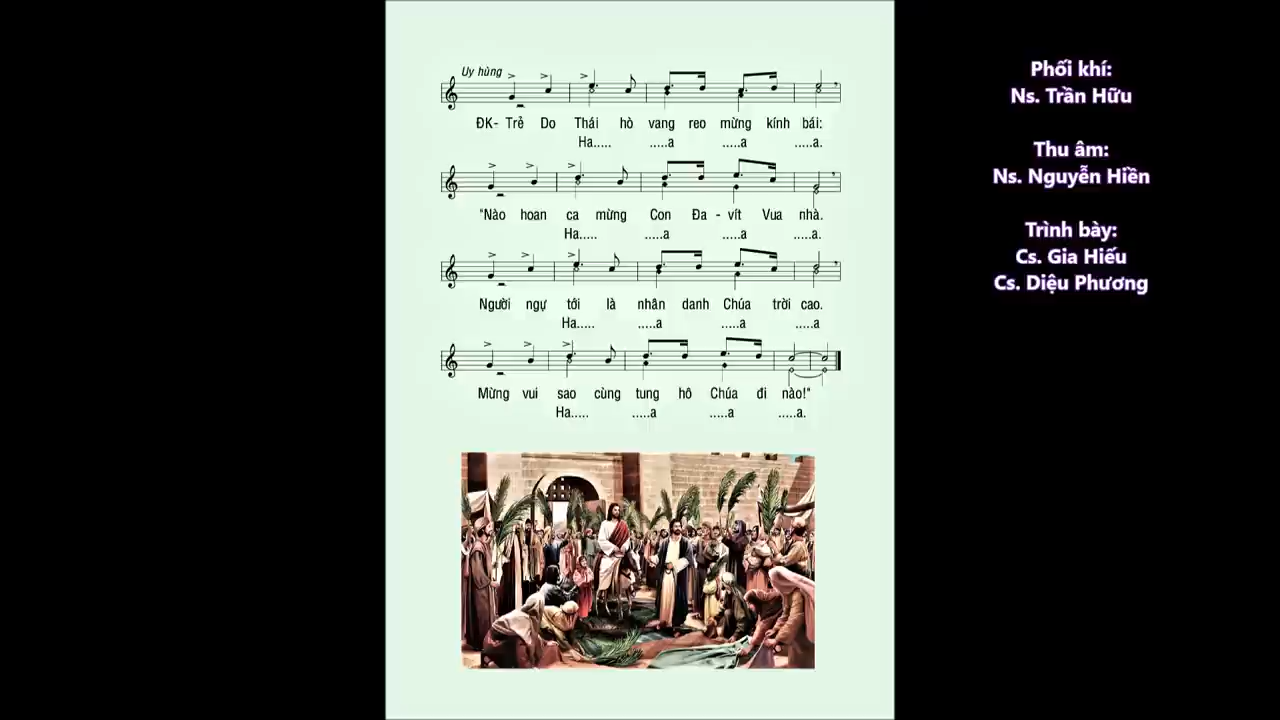 Uy hùng
ĐK- Trẻ Do Thái hò vang reo mừng kính bái:
Ha..... .....a .....a .....a.
"Nào hoan ca mừng Con Đa - vít Vua nhà.
Ha..... .....a .....a .....a.
Người ngự tới là nhân danh Chúa trời cao.
Ha..... .....a .....a .....a
Mừng vui sao cùng tung hô Chúa đi nào!"
Ha..... .....a .....a .....a.
Phối khí:
Ns. Trần Hữu
Thu âm:
Ns. Nguyễn Hiền
Trình bày:
Cs. Gia Hiếu
Cs. Diệu Phương